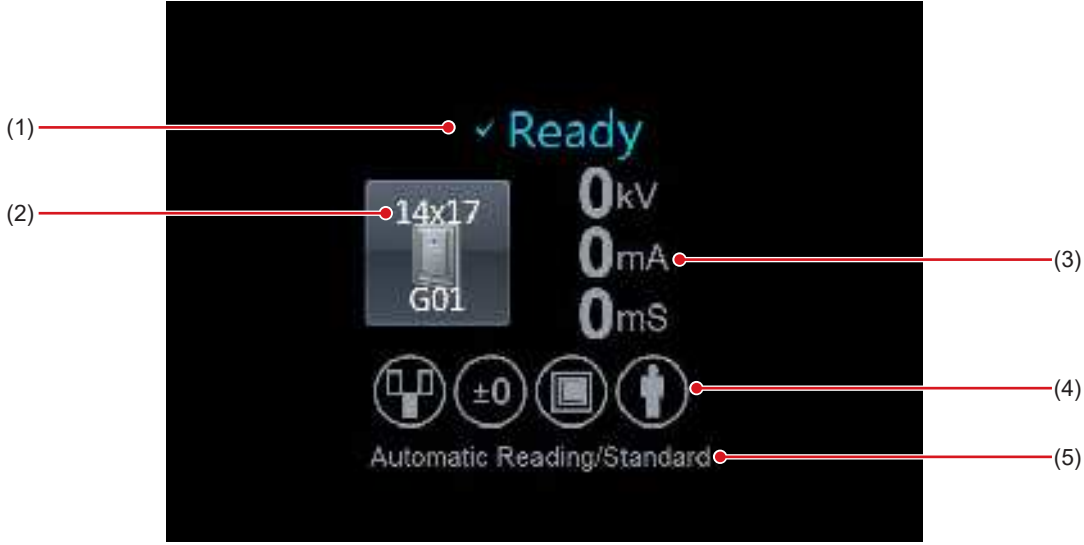 (1)
✓ Ready
(2)
14x17
G01
0kV
0mA
(3)
0mS
±0
(4)
Automatic Reading/Standard
(5)